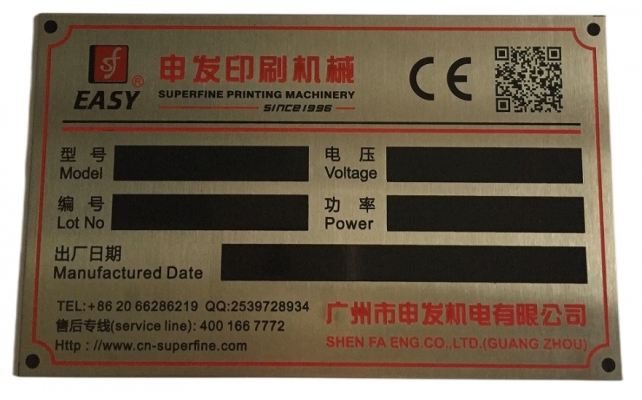 sf
EASY®
申发印刷机械
SUPERFINE PRINTING MACHINERY
SINCE1996
CE
型号
Model
电压
Voltage
编号
Lot No
功率
Power
出厂日期
Manufactured Date
TEL:+86 20 66286219 QQ:2539728934
售后专线(service line): 400 166 7772
Http : //www.cn-superfine.com
广州市申发机电有限公司
SHEN FA ENG.CO.,LTD.(GUANG ZHOU)